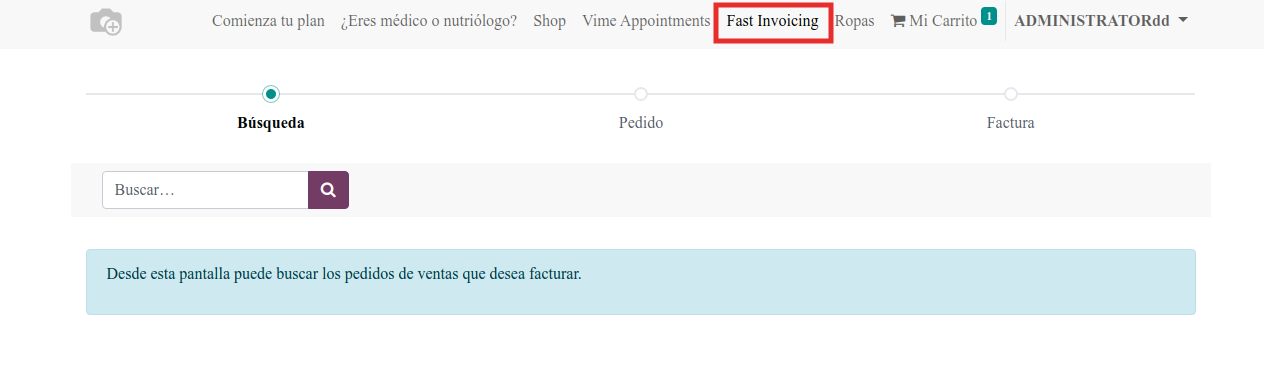 Comienza tu plan ¿Eres médico o nutriólogo? Shop Vime Appointments Fast Invoicing Ropas Mi Carrito 1 ADMINISTRATORdd
Búsqueda Pedido Factura
Buscar…
Desde esta pantalla puede buscar los pedidos de ventas que desea facturar.